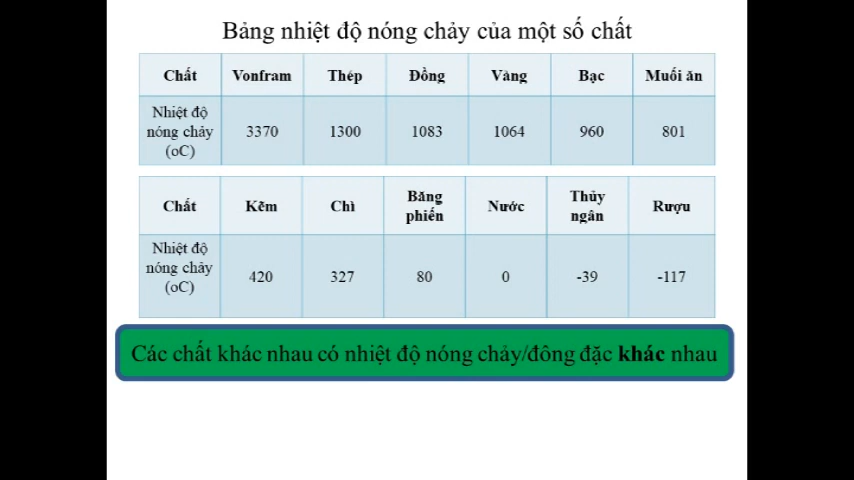 Bảng nhiệt độ nóng chảy của một số chất
Chất Vonfram Thép Đồng Vàng Bạc Muối ăn
Nhiệt độ
nóng chảy
(oC)
3370 1300 1083 1064 960 801
Chất Kẽm Chì Băng phiến Nước Thủy ngân Rượu
Nhiệt độ
nóng chảy
(oC)
420 327 80 0 -39 -117
Các chất khác nhau có nhiệt độ nóng chảy/đông đặc khác nhau